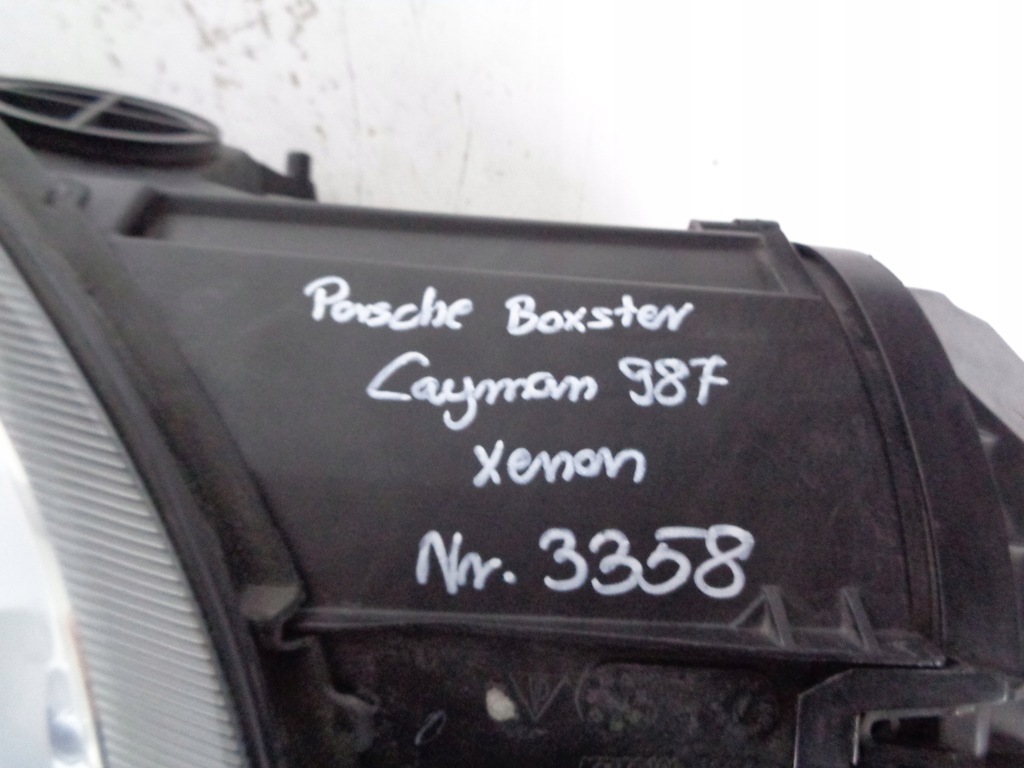 Porsche Boxster
Cayman 987
xenon
Nr. 3358